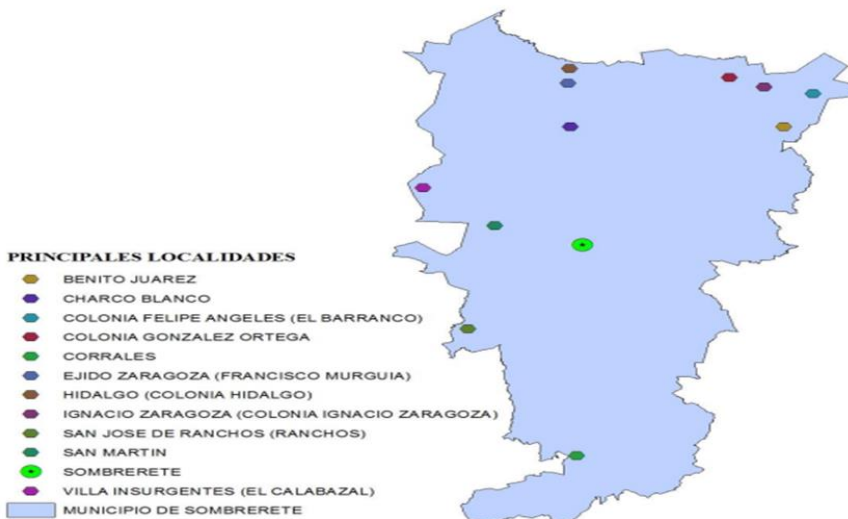 PRINCIPALES LOCALIDADES
BENITO JUAREZ
CHARCO BLANCO
COLONIA FELIPE ANGELES (EL BARRANCO)
COLONIA GONZALEZ ORTEGA
CORRALES
EJIDO ZARAGOZA (FRANCISCO MURGUIA)
HIDALGO (COLONIA HIDALGO)
IGNACIO ZARAGOZA (COLONIA IGNACIO ZARAGOZA)
SAN JOSE DE RANCHOS (RANCHOS)
SAN MARTIN
SOMBRERETE
VILLA INSURGENTES (EL CALABAZAL)
MUNICIPIO DE SOMBRERETE